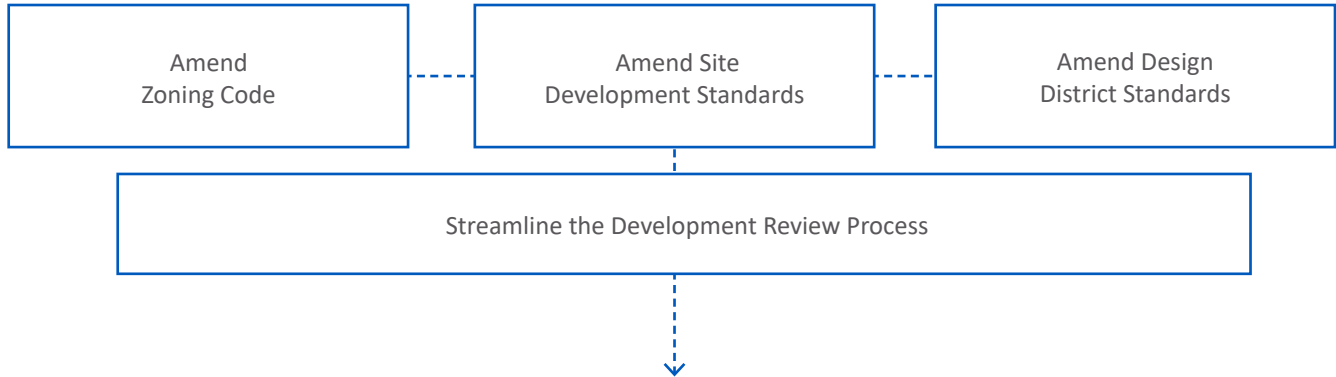 Amend
Zoning Code
Amend Site
Development Standards
Amend Design
District Standards
Streamline the Development Review Process